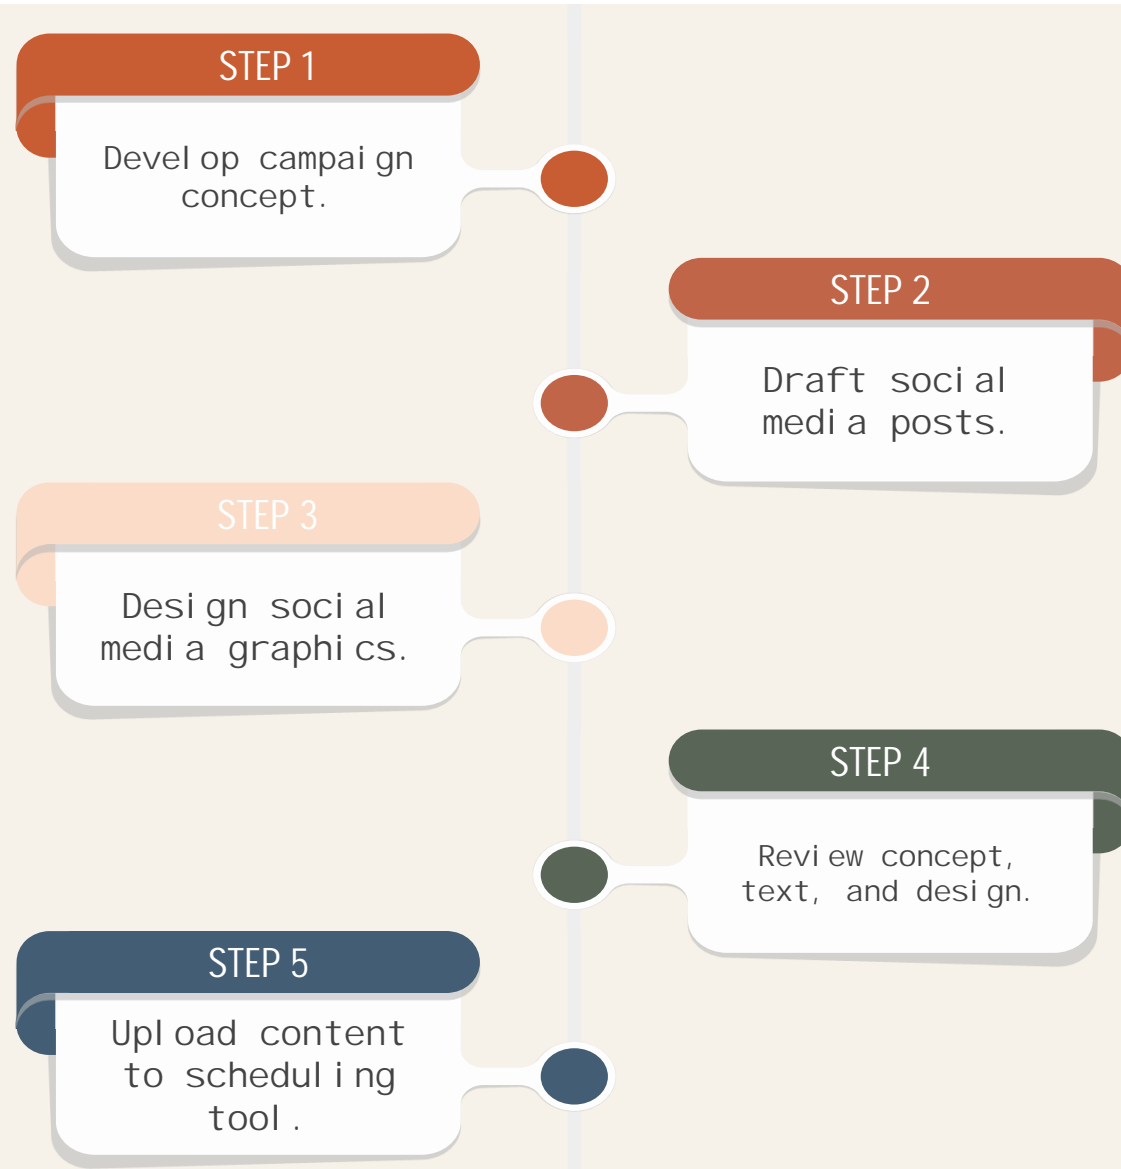 STEP 1
Develop campaign
concept.
STEP 2
Draft social
media posts.
STEP 3
Design social
media graphics.
STEP 4
Review concept,
text, and design.
STEP 5
Upload content
to scheduling
tool.